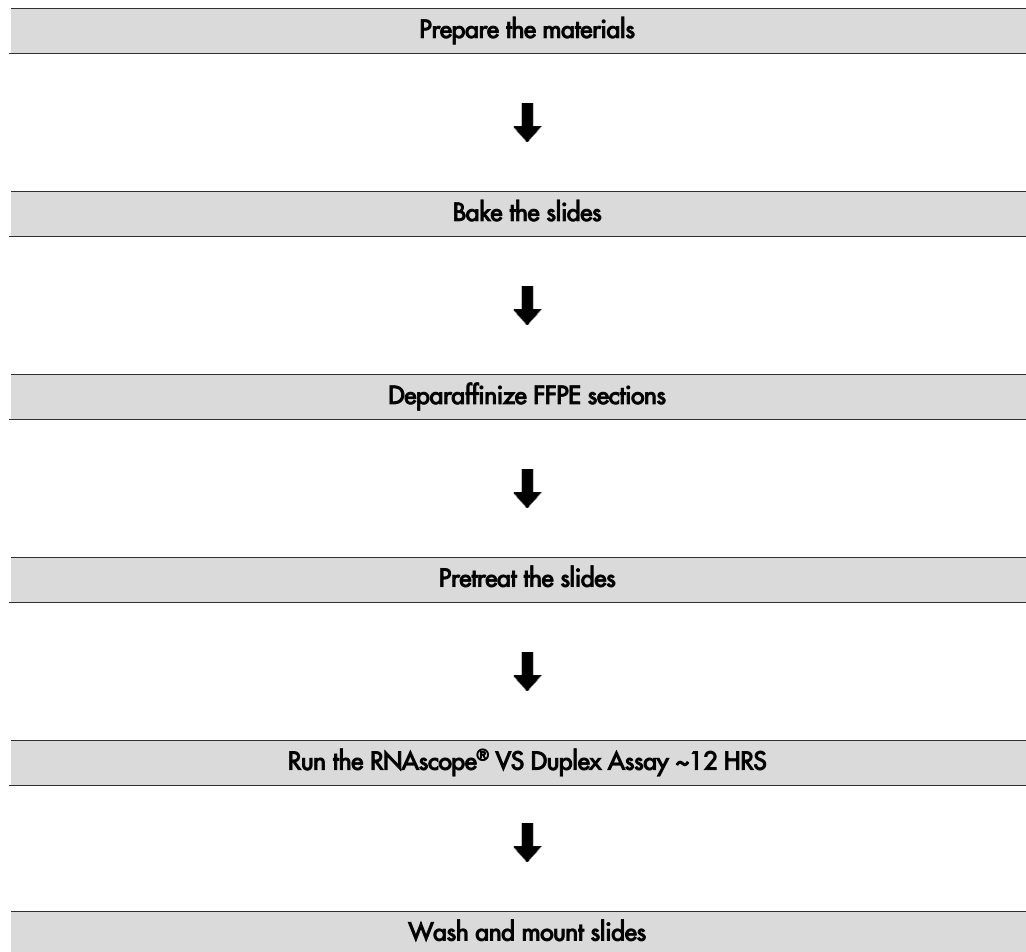 Prepare the materials
Bake the slides
Deparaffinize FFPE sections
Pretreat the slides
Run the RNAscope® VS Duplex Assay ~12 HRS
Wash and mount slides